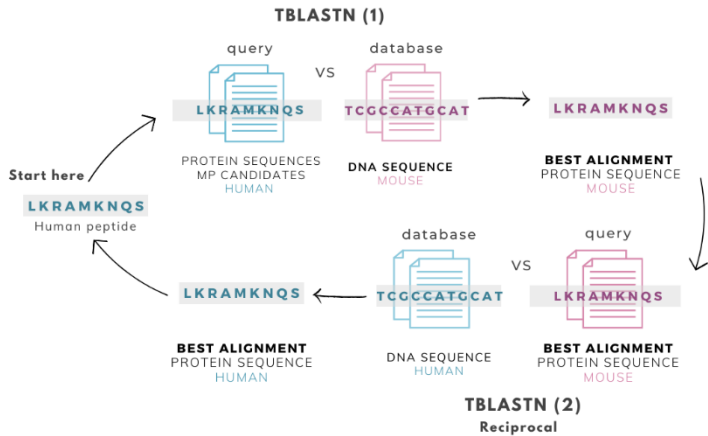 TBLASTN (1)
query
database
VS
LKRAMKNQS
TCGCCATGCAT
LKRAMKNQS
PROTEIN SEQUENCES
MP CANDIDATES
HUMAN
DNA SEQUENCE
MOUSE
BEST ALIGNMENT
PROTEIN SEQUENCE
MOUSE
Start here
LKRAMKNQS
Human peptide
database
query
VS
LKRAMKNQS
TCGCCATGCAT
LKRAMKNQS
BEST ALIGNMENT
PROTEIN SEQUENCE
HUMAN
DNA SEQUENCE
HUMAN
BEST ALIGNMENT
PROTEIN SEQUENCE
MOUSE
TBLASTN (2)
Reciprocal